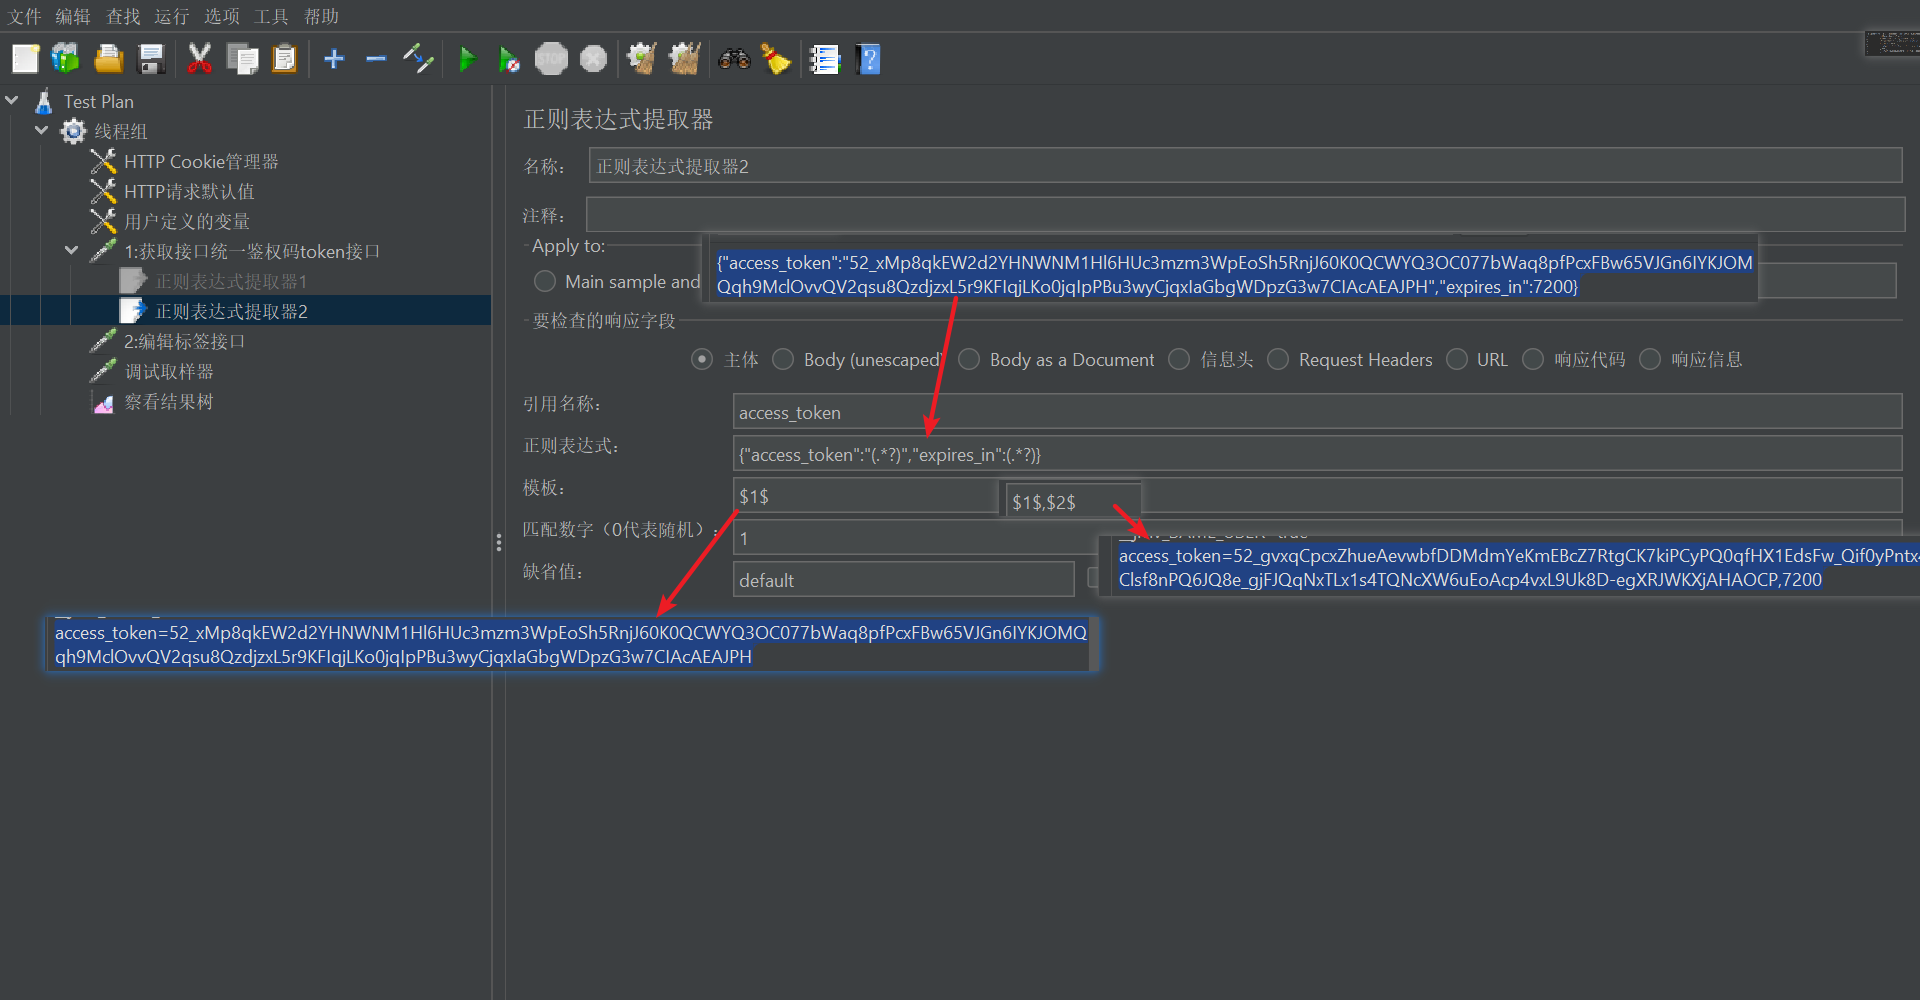 文件 编辑 查找 运行 选项 工具 帮助
STOP
Test Plan
线程组
HTTP Cookie管理器
HTTP请求默认值
用户定义的变量
1:获取接口统一鉴权码token接口
正则表达式提取器1
正则表达式提取器2
2:编辑标签接口
调试取样器
察看结果树
正则表达式提取器
名称: 正则表达式提取器2
注释:
Apply to:
Main sample and
{"access_token":"52_xMp8qkEW2d2YHNWNM1Hl6HUc3mzm3WpEoSh5RnjJ60K0QCWYQ3OC077bWaq8pfPcxFBw65VJGn6IYKJOM
Qqh9MclOvvQV2qsu8QzdjzxL5r9KFIqjLKo0jqIpPBu3wyCjqxIaGbgWDpzG3w7CIAcAEAJPH","expires_in":7200}
要检查的响应字段
主体 Body (unescaped) Body as a Document 信息头 Request Headers URL 响应代码 响应信息
引用名称: access_token
正则表达式: {"access_token":"(.*?)","expires_in":(.*?)}
模板: $1$ $1$,$2$
匹配数字（0代表随机）: 1
缺省值: default
access_token=52_gvxqCpcxZhueAevwbfDDMdmYeKmEBcZ7RtgCK7kiPCyPQ0qfHX1EdsFw_Qif0yPntx
Clsf8nPQ6JQ8e_gjFJQqNxTLx1s4TQNcXW6uEoAcp4vxL9Uk8D-egXRJWKXjAHAOCP,7200
access_token=52_xMp8qkEW2d2YHNWNM1Hl6HUc3mzm3WpEoSh5RnjJ60K0QCWYQ3OC077bWaq8pfPcxFBw65VJGn6IYKJOMQ
qh9MclOvvQV2qsu8QzdjzxL5r9KFIqjLKo0jqIpPBu3wyCjqxIaGbgWDpzG3w7CIAcAEAJPH